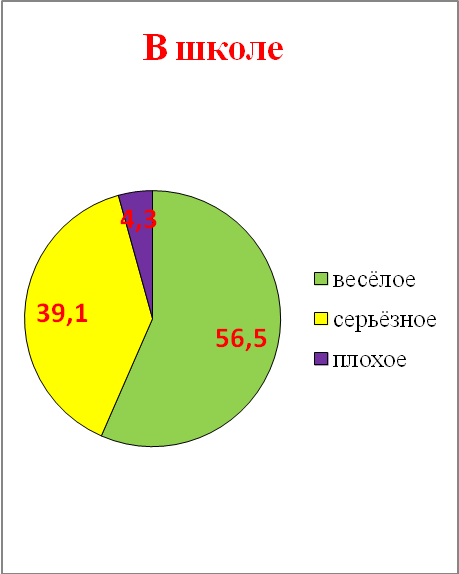 В школе
4,3
39,1
56,5
весёлое
серьёзное
плохое